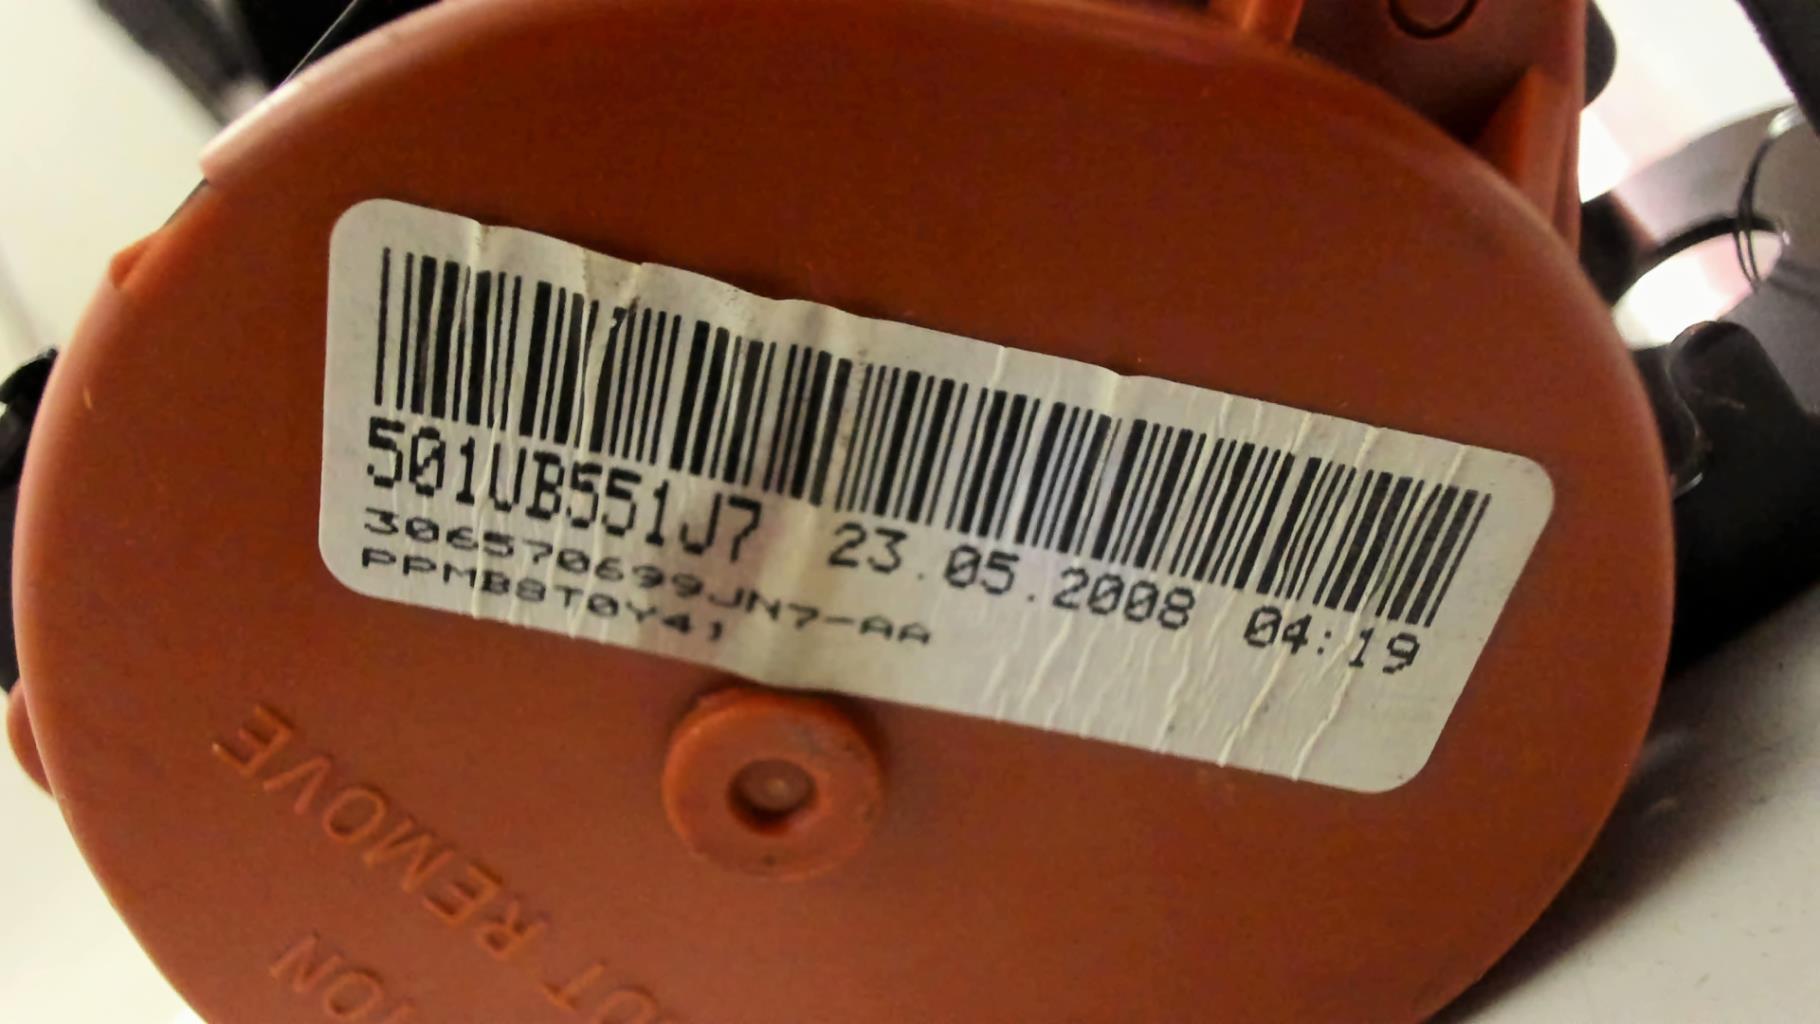 501UB551J7 23.05.2008 04:19
306570699JN7-AA
PPMB8T0Y41
REMOVE